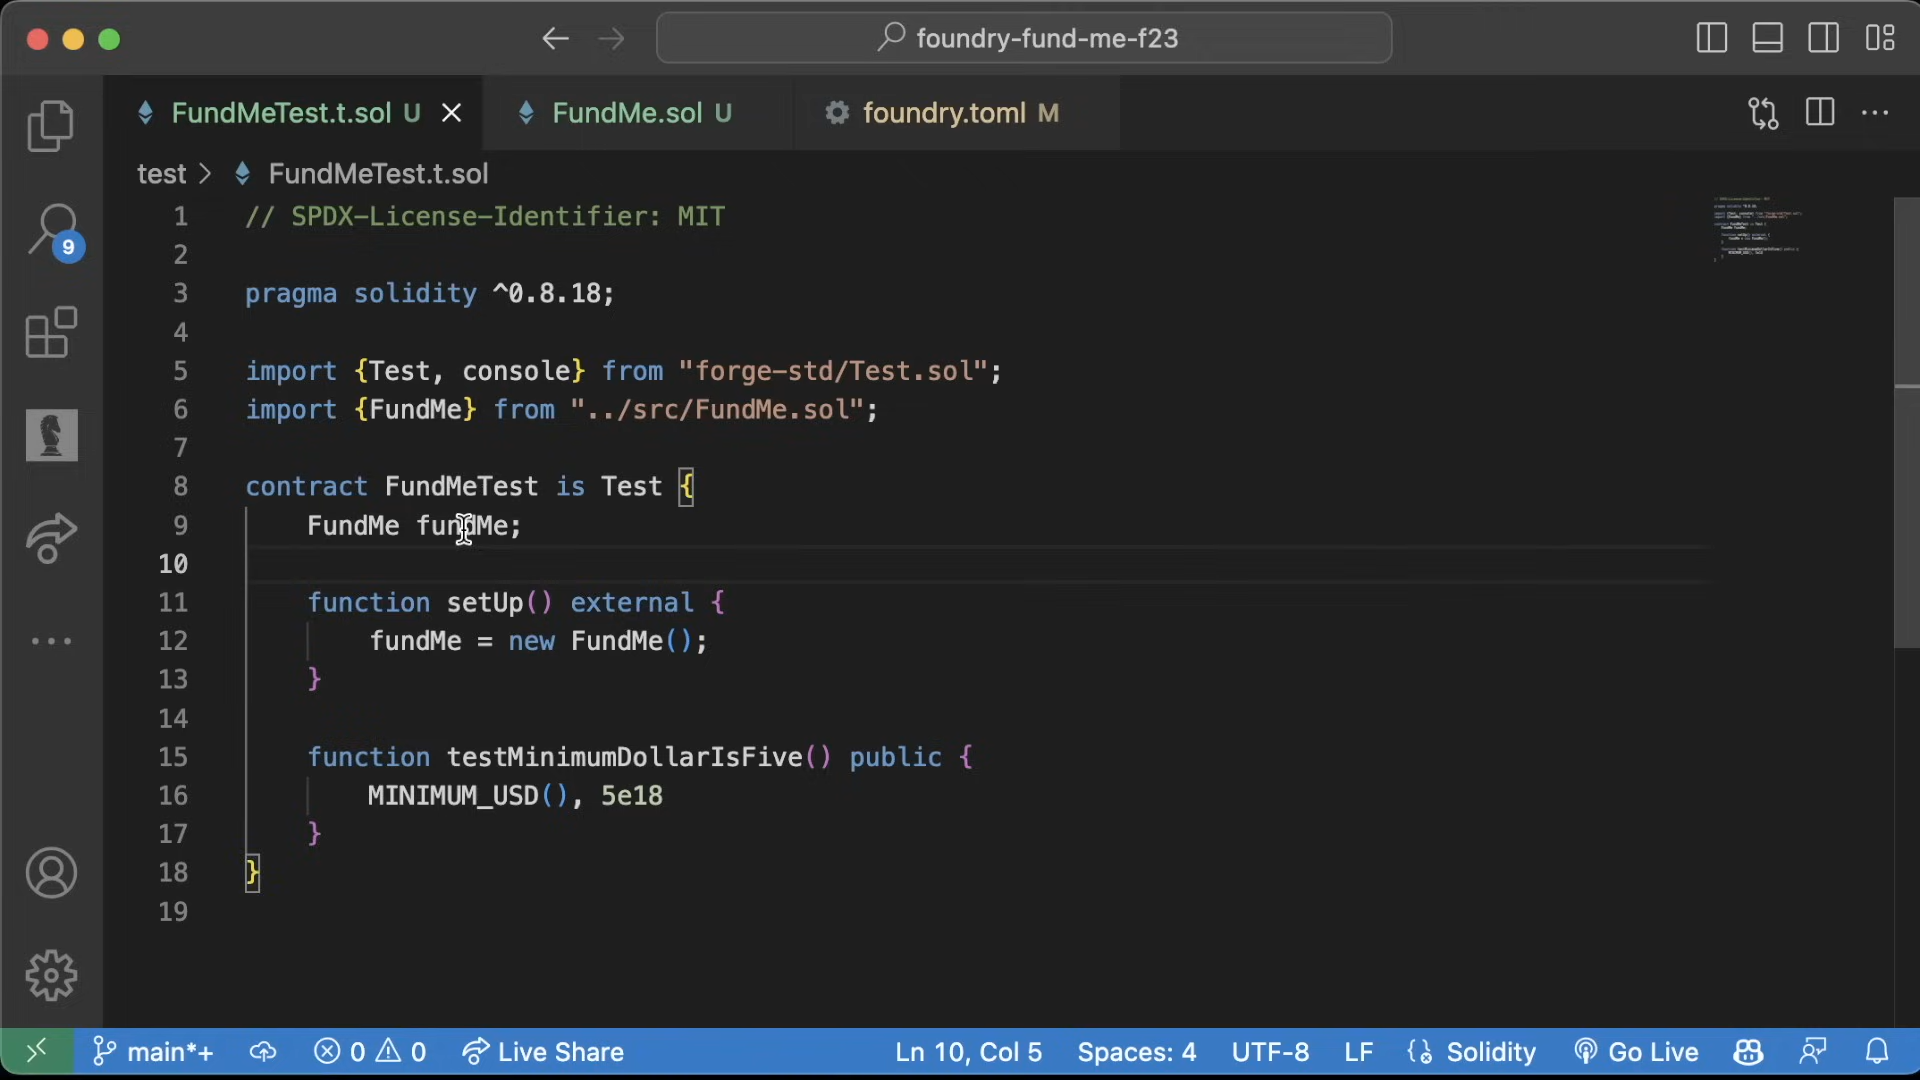 foundry-fund-me-f23
FundMeTest.t.sol U
FundMe.sol U
foundry.toml M
test > FundMeTest.t.sol
9
1 // SPDX-License-Identifier: MIT
2
3 pragma solidity ^0.8.18;
4
5 import {Test, console} from "forge-std/Test.sol";
6 import {FundMe} from "../src/FundMe.sol";
7
8 contract FundMeTest is Test {
9 FundMe fundMe;
10
11 function setUp() external {
12 fundMe = new FundMe();
13 }
14
15 function testMinimumDollarIsFive() public {
16 MINIMUM_USD(), 5e18
17 }
18 }
19
main*+ 0 0 Live Share Ln 10, Col 5 Spaces: 4 UTF-8 LF Solidity Go Live